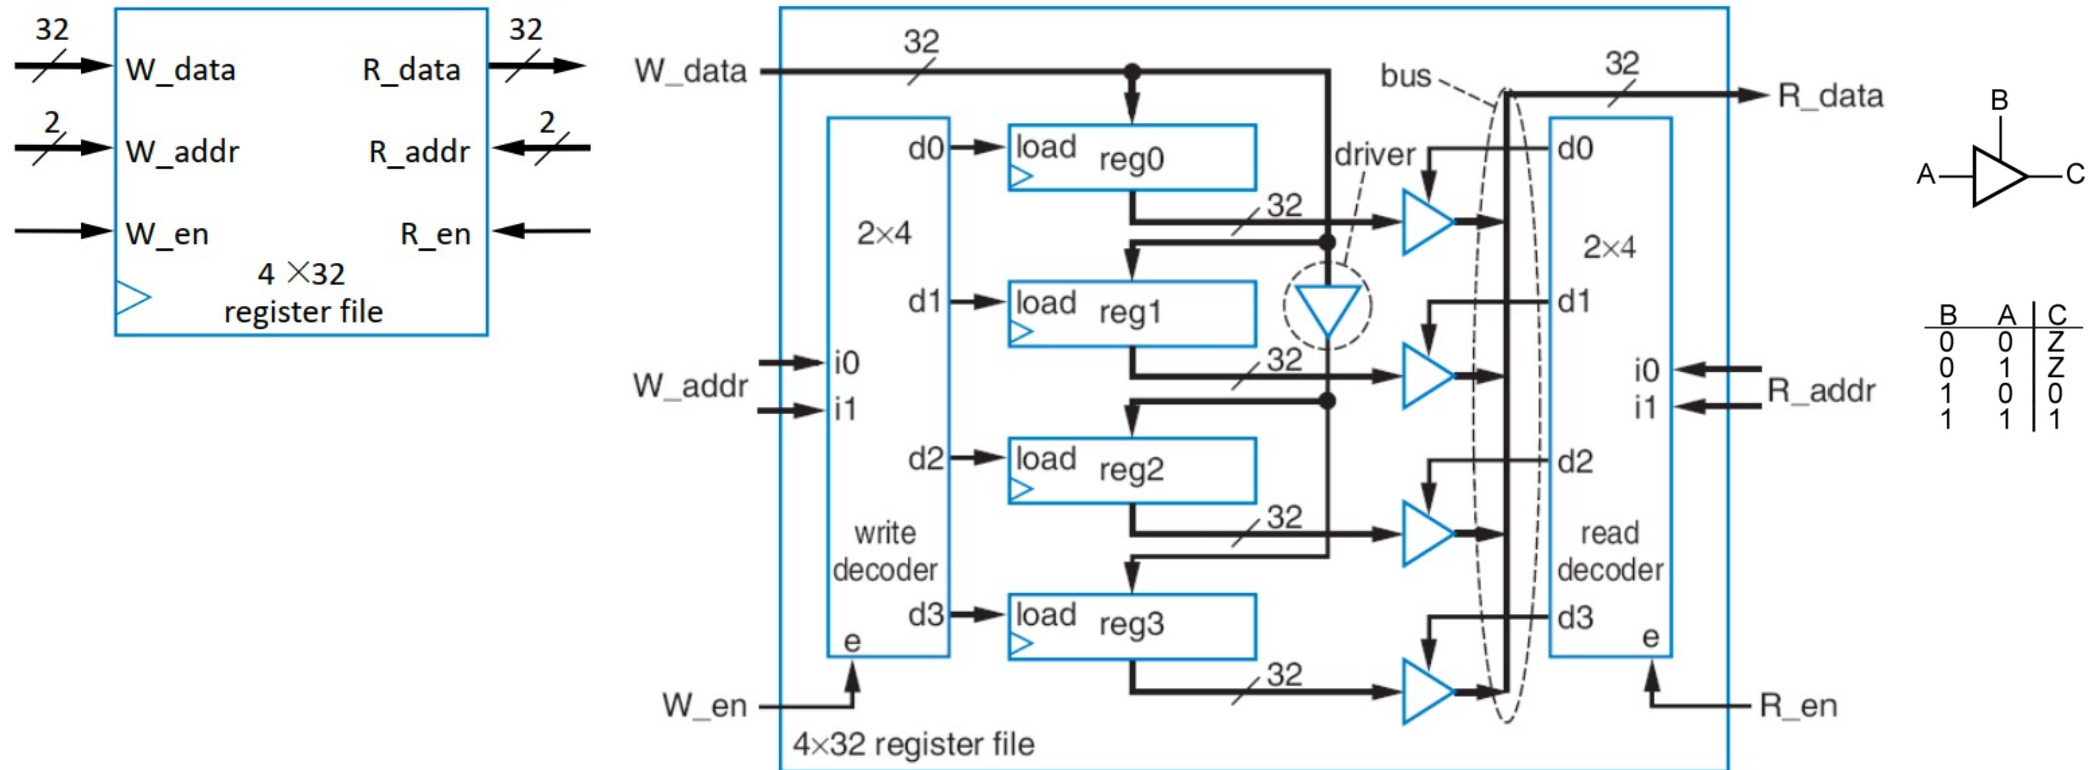 32
32
W_data
R_data
2
2
W_addr
R_addr
W_en
R_en
4 ×32
register file
W_data
32
bus
32
R_data
driver
d0
load
reg0
32
d0
2×4
2×4
d1
load
reg1
32
d1
W_addr
i0
i1
i0
i1
R_addr
d2
load
reg2
32
d2
write
decoder
read
decoder
d3
load
reg3
32
d3
e
e
W_en
R_en
4×32 register file
B
A
C
B A C
0 0 Z
0 1 Z
1 0 0
1 1 1